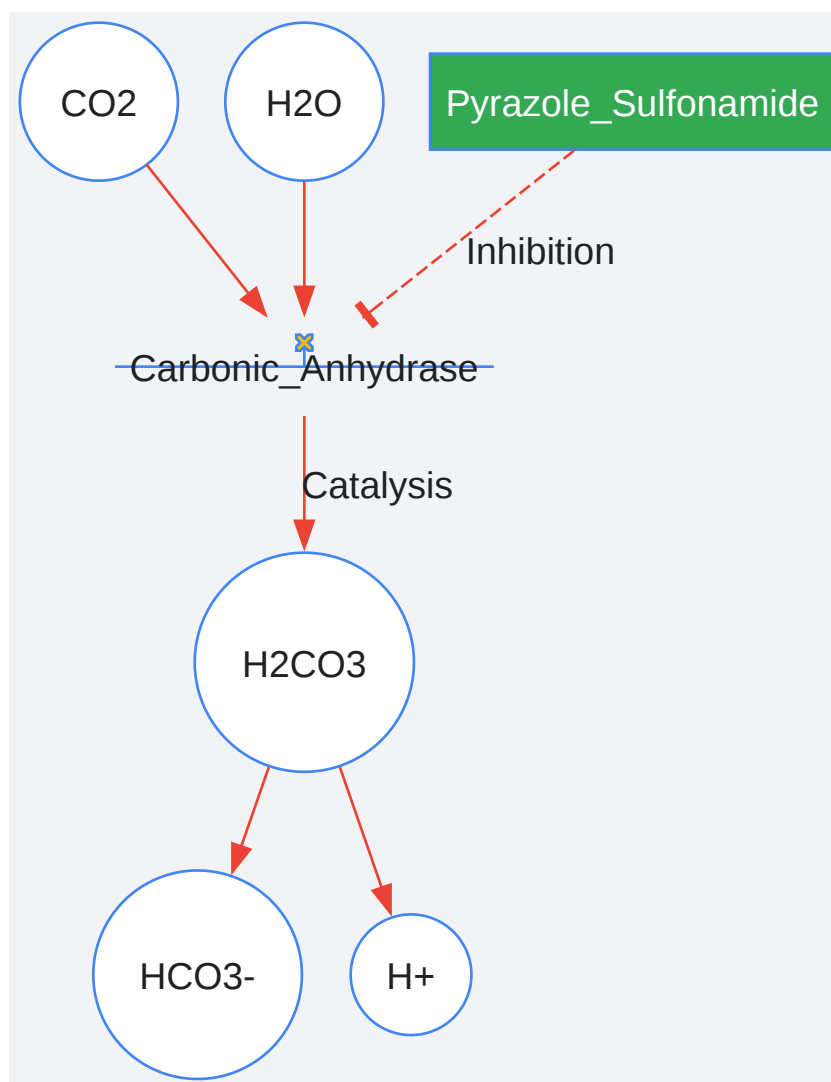 CO2
H2O
Pyrazole_Sulfonamide
Inhibition
Carbonic_Anhydrase
Catalysis
H2CO3
HCO3-
H+